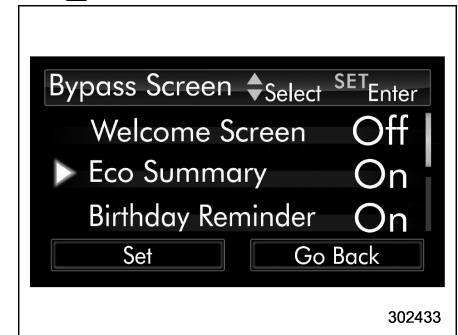 Bypass Screen Select SET Enter
Welcome Screen Off
Eco Summary On
Birthday Reminder On
Set Go Back
302433